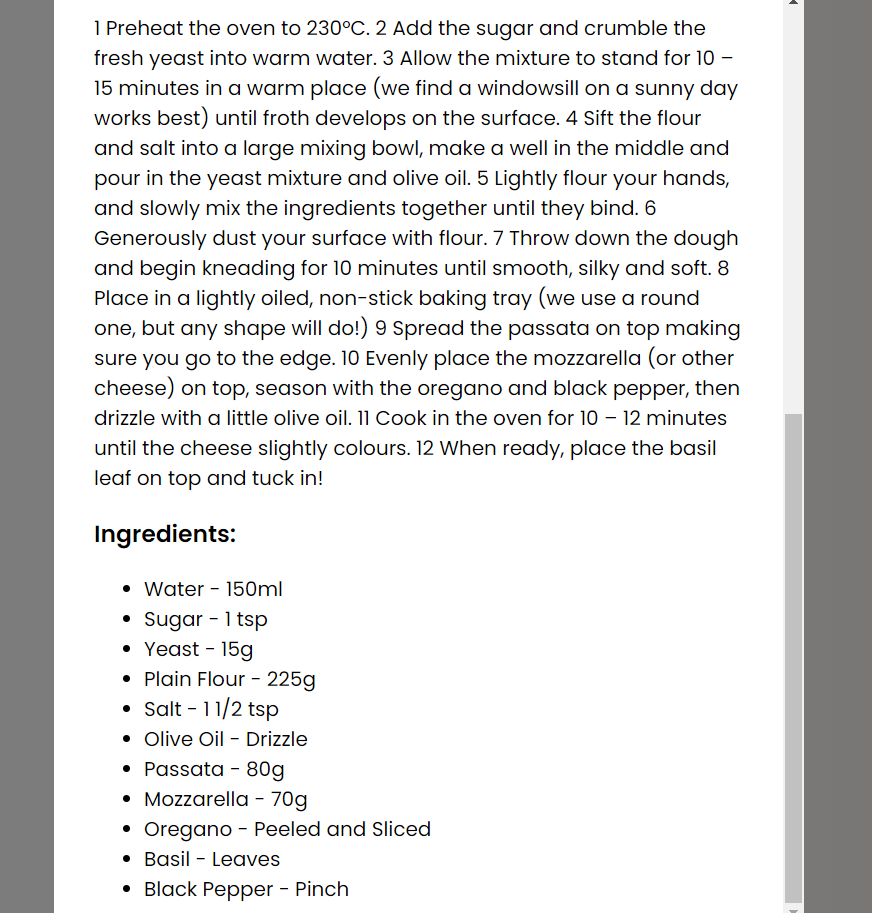 1 Preheat the oven to 230°C. 2 Add the sugar and crumble the
fresh yeast into warm water. 3 Allow the mixture to stand for 10 –
15 minutes in a warm place (we find a windowsill on a sunny day
works best) until froth develops on the surface. 4 Sift the flour
and salt into a large mixing bowl, make a well in the middle and
pour in the yeast mixture and olive oil. 5 Lightly flour your hands,
and slowly mix the ingredients together until they bind. 6
Generously dust your surface with flour. 7 Throw down the dough
and begin kneading for 10 minutes until smooth, silky and soft. 8
Place in a lightly oiled, non-stick baking tray (we use a round
one, but any shape will do!) 9 Spread the passata on top making
sure you go to the edge. 10 Evenly place the mozzarella (or other
cheese) on top, season with the oregano and black pepper, then
drizzle with a little olive oil. 11 Cook in the oven for 10 – 12 minutes
until the cheese slightly colours. 12 When ready, place the basil
leaf on top and tuck in!
Ingredients:
• Water - 150ml
• Sugar - 1 tsp
• Yeast - 15g
• Plain Flour - 225g
• Salt - 1 1/2 tsp
• Olive Oil - Drizzle
• Passata - 80g
• Mozzarella - 70g
• Oregano - Peeled and Sliced
• Basil - Leaves
• Black Pepper - Pinch